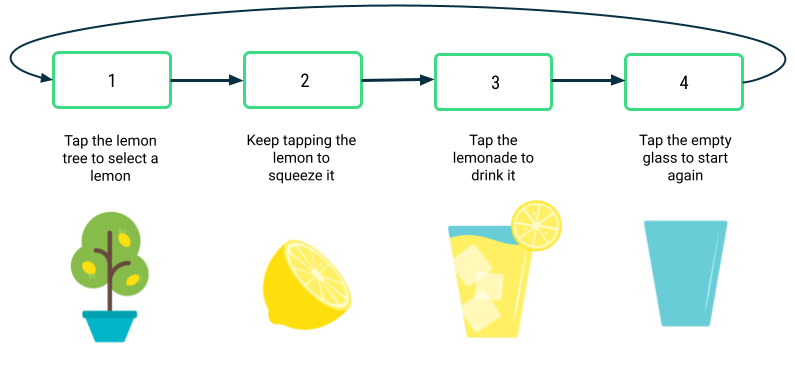 1
2
3
4
Tap the lemon
tree to select a
lemon
Keep tapping the
lemon to
squeeze it
Tap the
lemonade to
drink it
Tap the empty
glass to start
again